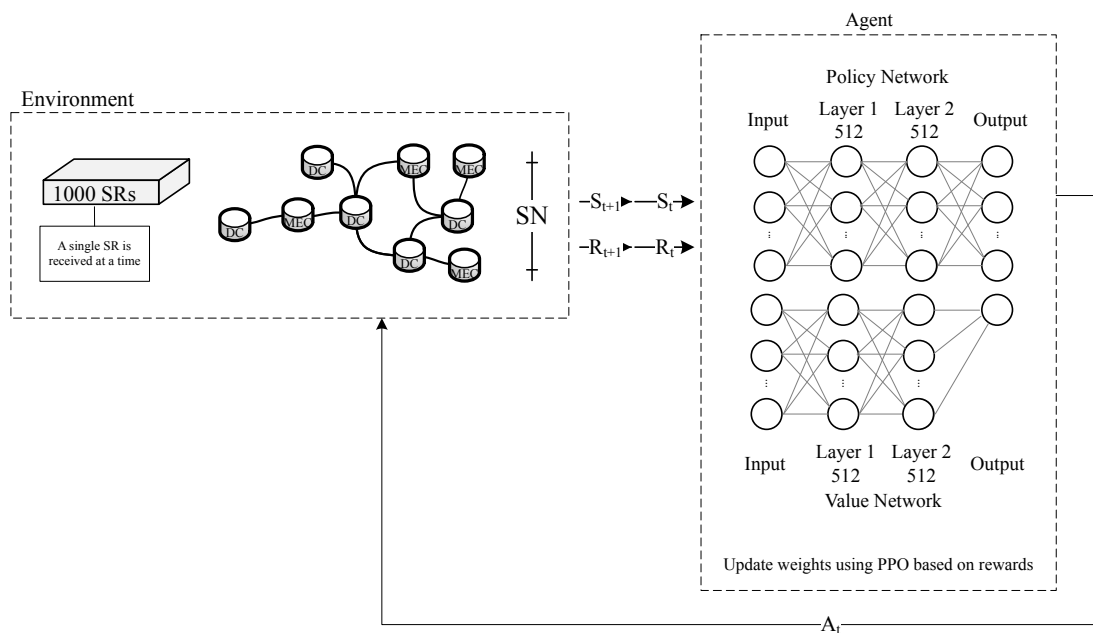 Agent
Environment
1000 SRs
A single SR is
received at a time
DC
MEC
MEC
DC
MEC
DC
DC
DC
MEC
SN
S_{t+1} S_t
R_{t+1} R_t
Policy Network
Input Layer 1 Layer 2 Output
512 512
...
...
Input Layer 1 Layer 2 Output
512 512
Value Network
Update weights using PPO based on rewards
A_t